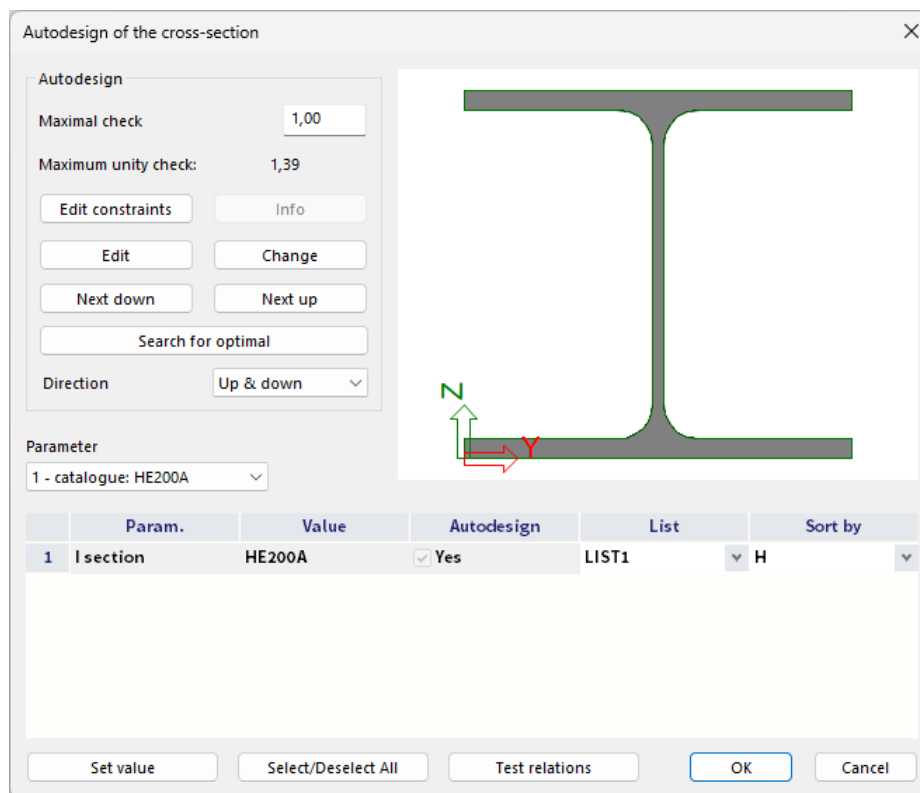 Autodesign of the cross-section
Autodesign
Maximal check 1,00
Maximum unity check: 1,39
Edit constraints Info
Edit Change
Next down Next up
Search for optimal
Direction Up & down
Z
Y
Parameter
1 - catalogue: HE200A
Param. Value Autodesign List Sort by
1 I section HE200A Yes LIST1 H
Set value Select/Deselect All Test relations OK Cancel